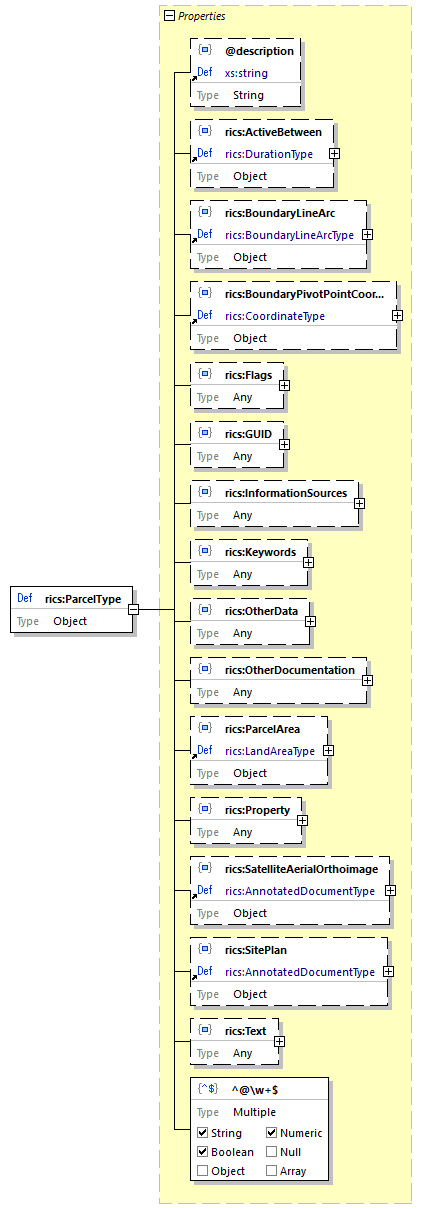 Properties
@description
Def xs:string
Type String
rics:ActiveBetween
Def rics:DurationType
Type Object
rics:BoundaryLineArc
Def rics:BoundaryLineArcType
Type Object
rics:BoundaryPivotPointCoor...
Def rics:CoordinateType
Type Object
rics:Flags
Type Any
rics:GUID
Type Any
rics:InformationSources
Type Any
rics:Keywords
Type Any
Def rics:ParcelType
Type Object
rics:OtherData
Type Any
rics:OtherDocumentation
Type Any
rics:ParcelArea
Def rics:LandAreaType
Type Object
rics:Property
Type Any
rics:SatelliteAerialOrthoimage
Def rics:AnnotatedDocumentType
Type Object
rics:SitePlan
Def rics:AnnotatedDocumentType
Type Object
rics:Text
Type Any
{^$} ^@\w+$
Type Multiple
String Numeric
Boolean Null
Object Array